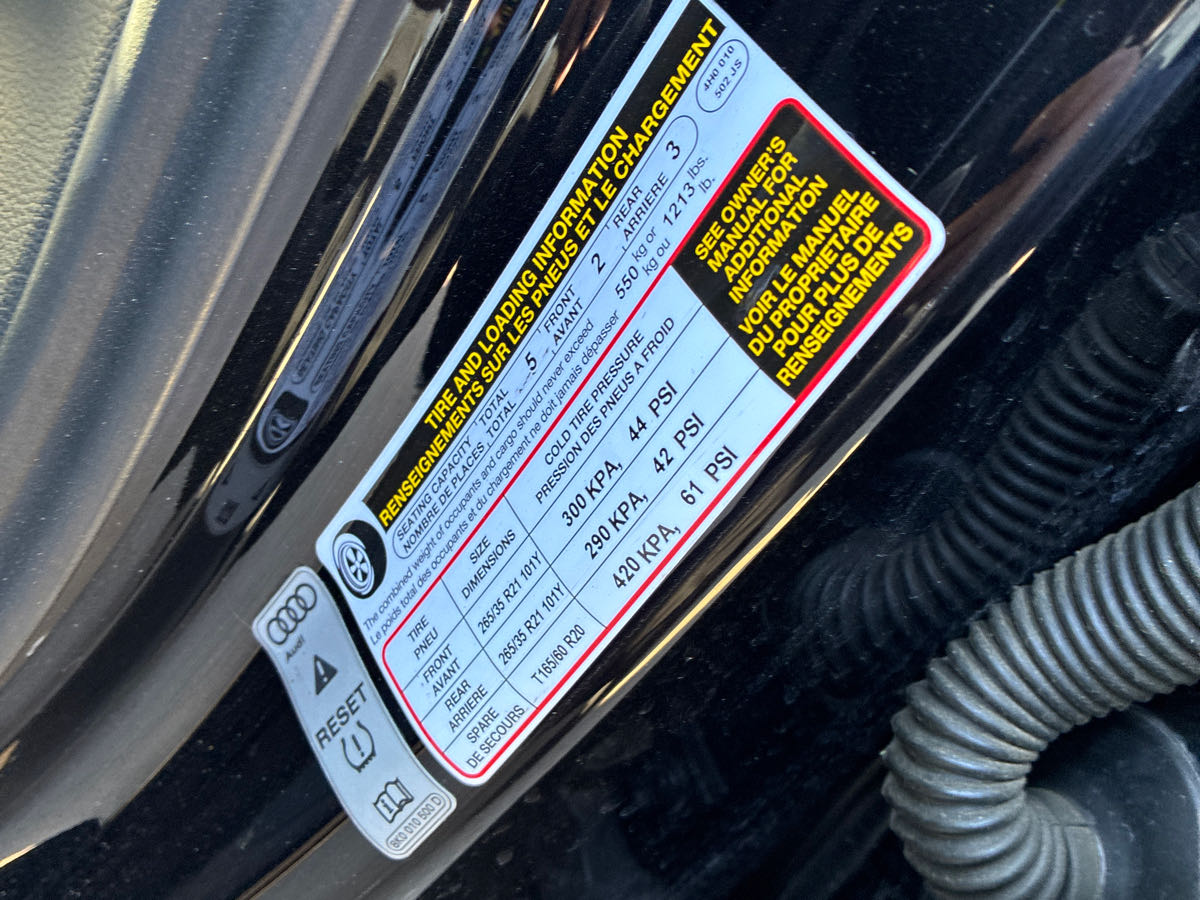 TIRE AND LOADING INFORMATION
RENSEIGNEMENTS SUR LES PNEUS ET LE CHARGEMENT
4H0 010
502 JS
SEATING CAPACITY TOTAL 5 FRONT 2 REAR 3
NOMBRE DE PLACES TOTAL AVANT ARRIERE
The combined weight of occupants and cargo should never exceed 550 kg or 1213 lbs.
Le poids total des occupants et du chargement ne doit jamais dépasser kg ou lb.
TIRE SIZE COLD TIRE PRESSURE
PNEU DIMENSIONS PRESSION DES PNEUS A FROID
FRONT
AVANT 265/35 R21 101Y 300 KPA, 44 PSI
REAR
ARRIERE 265/35 R21 101Y 290 KPA, 42 PSI
SPARE
DE SECOURS T165/60 R20 420 KPA, 61 PSI
SEE OWNER'S
MANUAL FOR
ADDITIONAL
INFORMATION
VOIR LE MANUEL
DU PROPRIETAIRE
POUR PLUS DE
RENSEIGNEMENTS
Audi
RESET
8K0 010 500 D